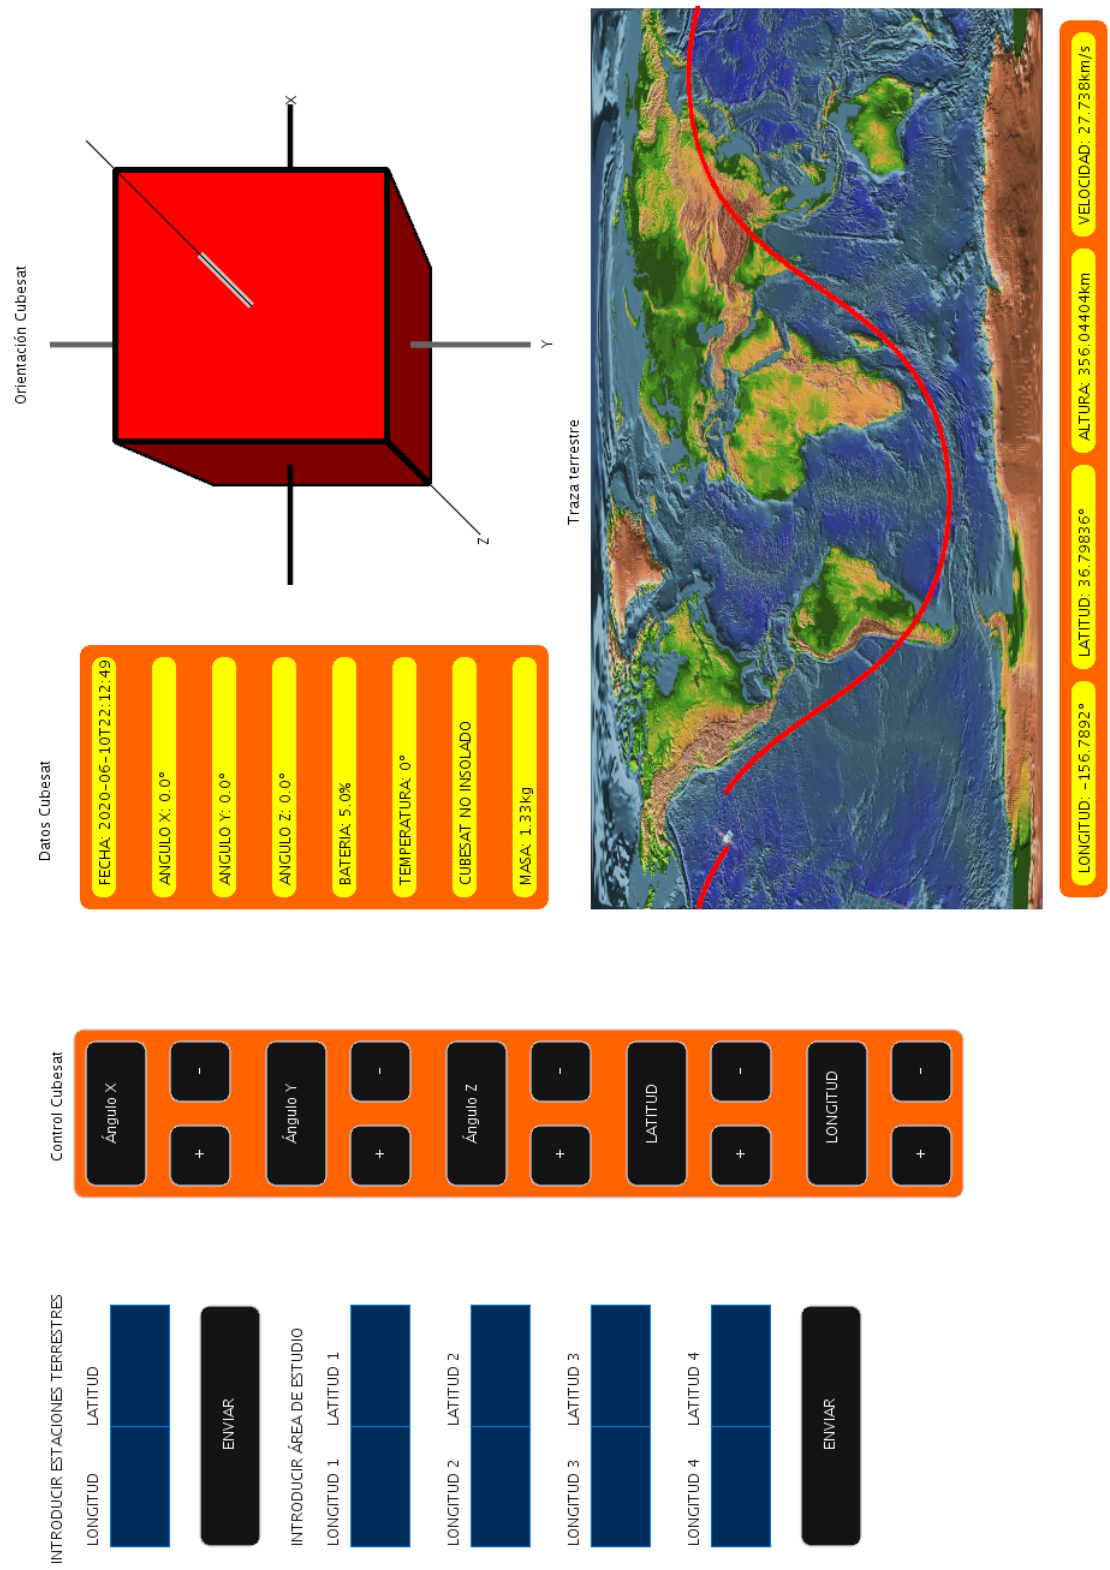 INTRODUCIR ESTACIONES TERRESTRES
LONGITUD LATITUD
ENVIAR
INTRODUCIR ÁREA DE ESTUDIO
LONGITUD 1 LATITUD 1
LONGITUD 2 LATITUD 2
LONGITUD 3 LATITUD 3
LONGITUD 4 LATITUD 4
ENVIAR
Control Cubesat
Ángulo X
+ -
Ángulo Y
+ -
Ángulo Z
+ -
LATITUD
+ -
LONGITUD
+ -
Datos Cubesat
FECHA: 2020-06-10T22:12:49
ANGULO X: 0.0°
ANGULO Y: 0.0°
ANGULO Z: 0.0°
BATERIA: 5.0%
TEMPERATURA: 0°
CUBESAT NO INSOLADO
MASA: 1.33kg
Orientación Cubesat
X
Y
Z
Traza terrestre
LONGITUD: -156.7892° LATITUD: 36.79836° ALTURA: 356.04404km VELOCIDAD: 27.738km/s